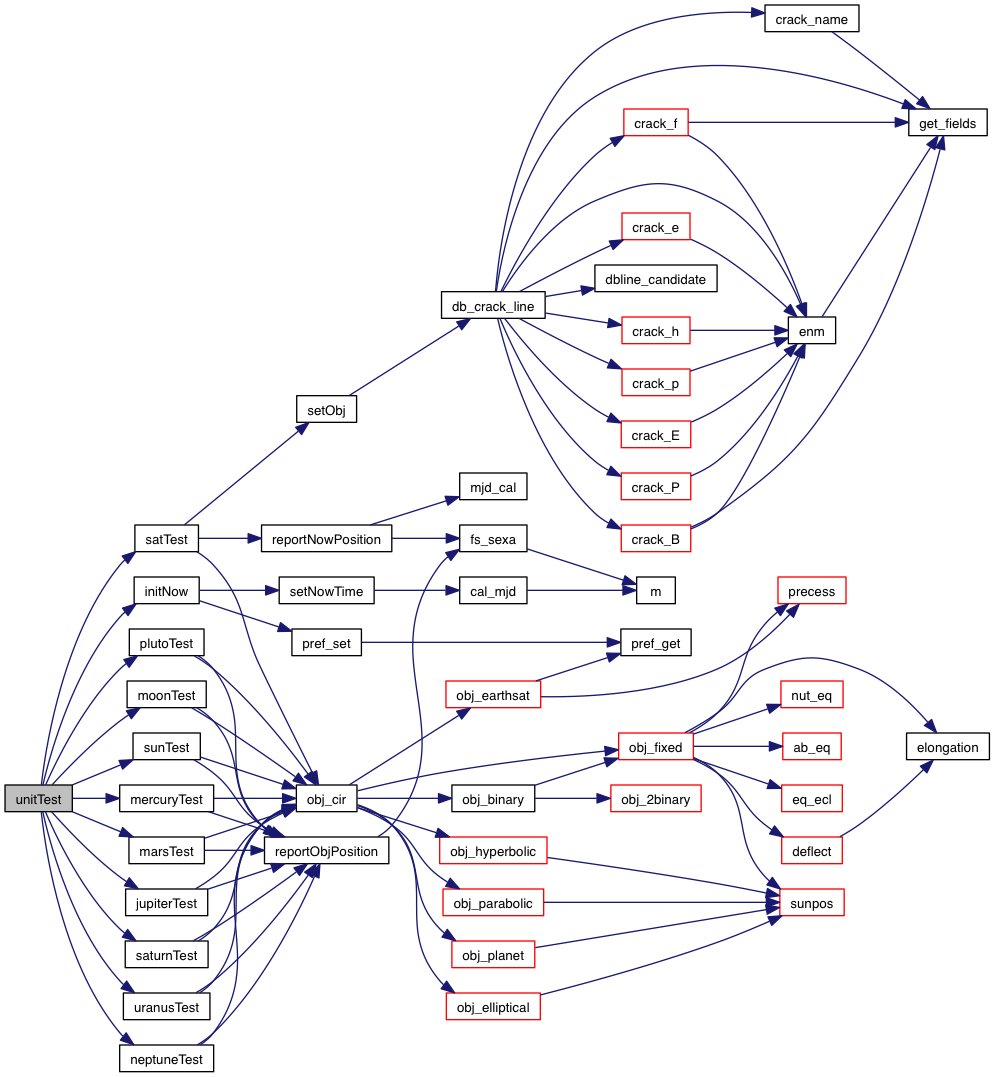 crack_name
get_fields
crack_f
crack_e
dbline_candidate
db_crack_line
crack_h
enm
crack_p
setObj
crack_E
crack_P
mjd_cal
satTest
reportNowPosition
fs_sexa
crack_B
initNow
setNowTime
cal_mjd
m
precess
plutoTest
pref_set
pref_get
moonTest
obj_earthsat
nut_eq
sunTest
obj_fixed
ab_eq
elongation
unitTest
mercuryTest
obj_cir
obj_binary
obj_2binary
eq_ecl
marsTest
reportObjPosition
obj_hyperbolic
deflect
jupiterTest
obj_parabolic
sunpos
saturnTest
obj_planet
uranusTest
obj_elliptical
neptuneTest